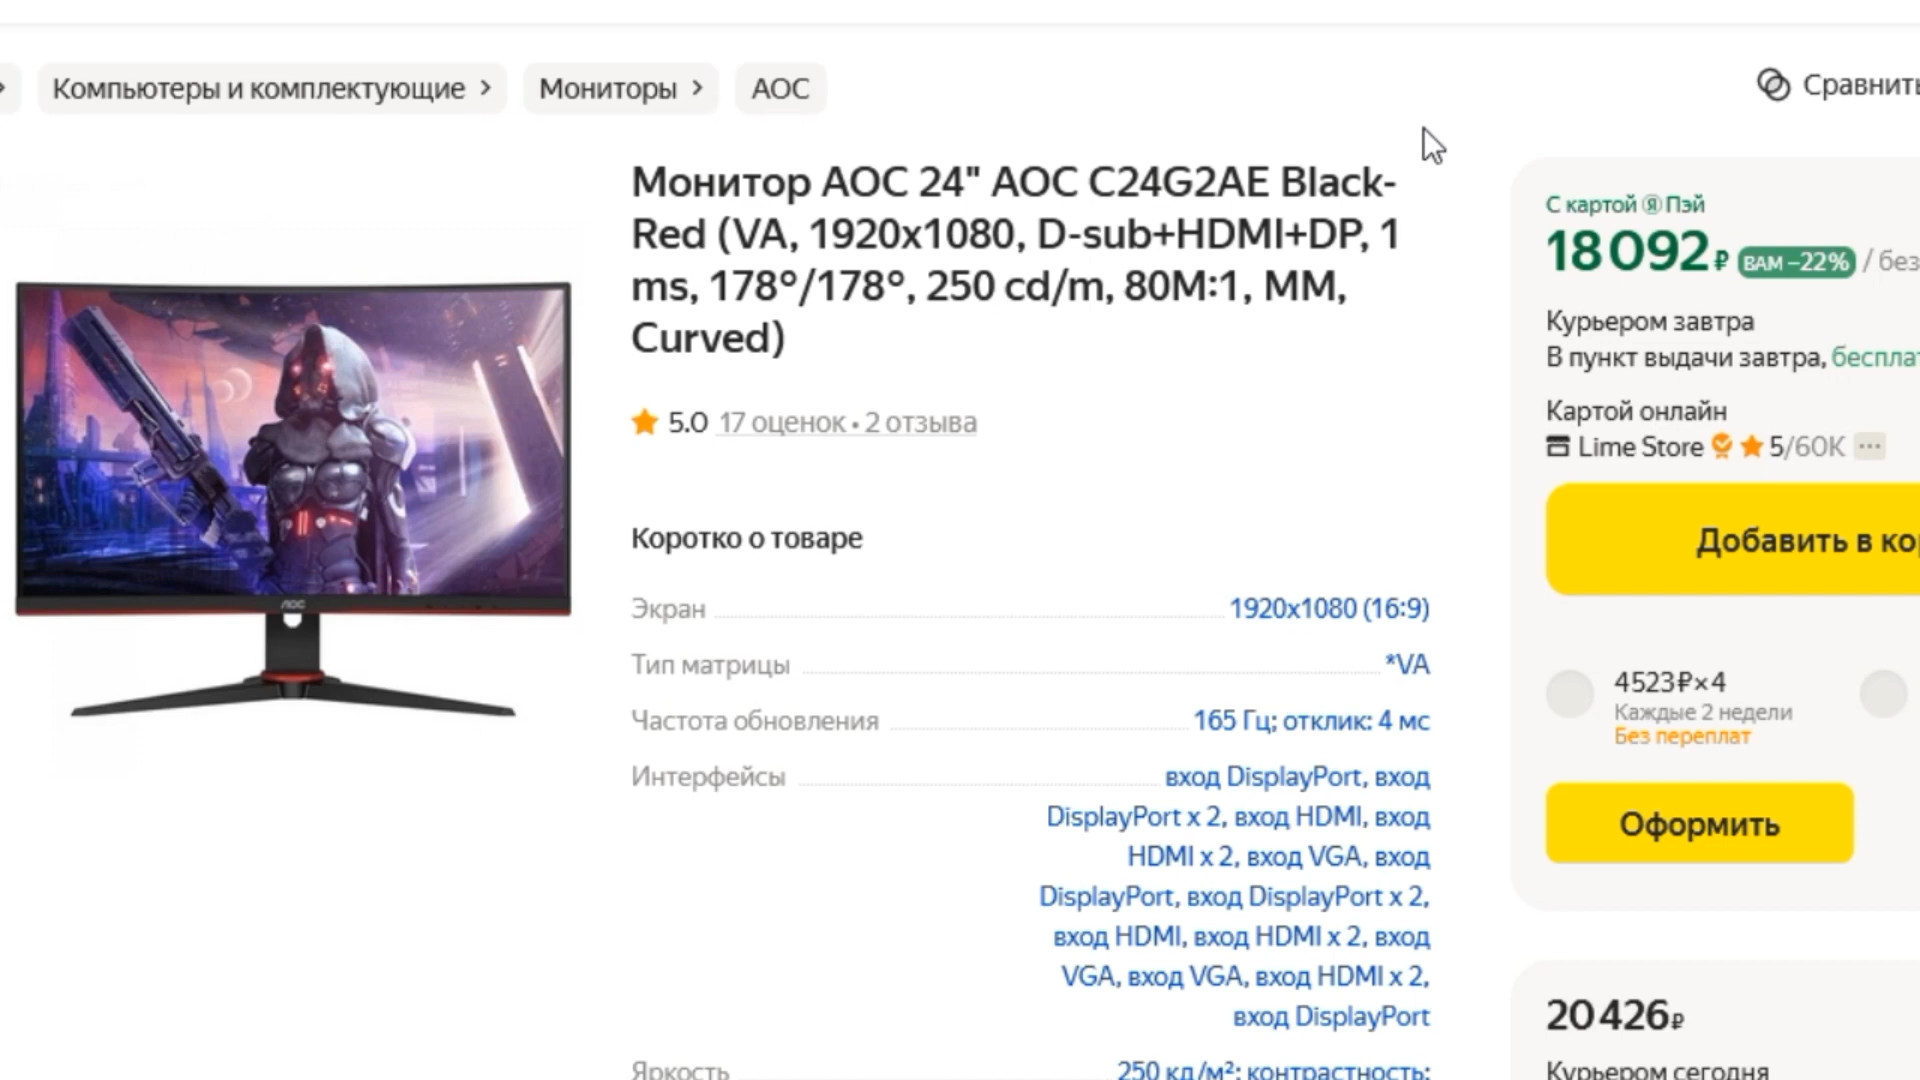 Компьютеры и комплектующие
Мониторы
AOC
Сравнить
Монитор AOC 24" AOC C24G2AE Black-
Red (VA, 1920x1080, D-sub+HDMI+DP, 1
ms, 178°/178°, 250 cd/m, 80M:1, MM,
Curved)
5.0 17 оценок • 2 отзыва
Коротко о товаре
Экран 1920x1080 (16:9)
Тип матрицы *VA
Частота обновления 165 Гц; отклик: 4 мс
Интерфейсы вход DisplayPort, вход
DisplayPort x 2, вход HDMI, вход
HDMI x 2, вход VGA, вход
DisplayPort, вход DisplayPort x 2,
вход HDMI, вход HDMI x 2, вход
VGA, вход VGA, вход HDMI x 2,
вход DisplayPort
Яркость 250 кд/м²; контрастность:
AOC
С картой Я Пэй
18 092 ₽ ВАМ −22% / без
Курьером завтра
В пункт выдачи завтра, бесплат
Картой онлайн
Lime Store 5/60K
Добавить в ко
4 523 ₽ × 4
Каждые 2 недели
Без переплат
Оформить
20 426 ₽
Курьером сегодня